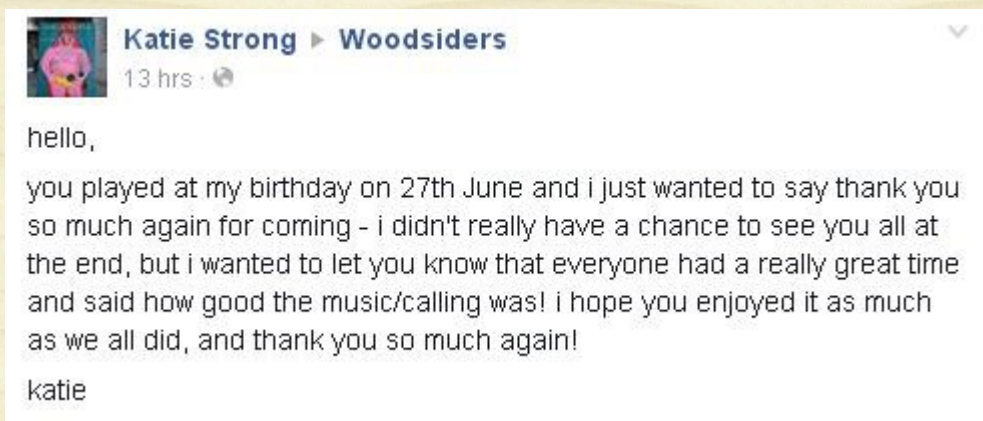 Katie Strong ▸ Woodsiders
13 hrs ·
hello,
you played at my birthday on 27th June and i just wanted to say thank you
so much again for coming - i didn't really have a chance to see you all at
the end, but i wanted to let you know that everyone had a really great time
and said how good the music/calling was! i hope you enjoyed it as much
as we all did, and thank you so much again!
katie